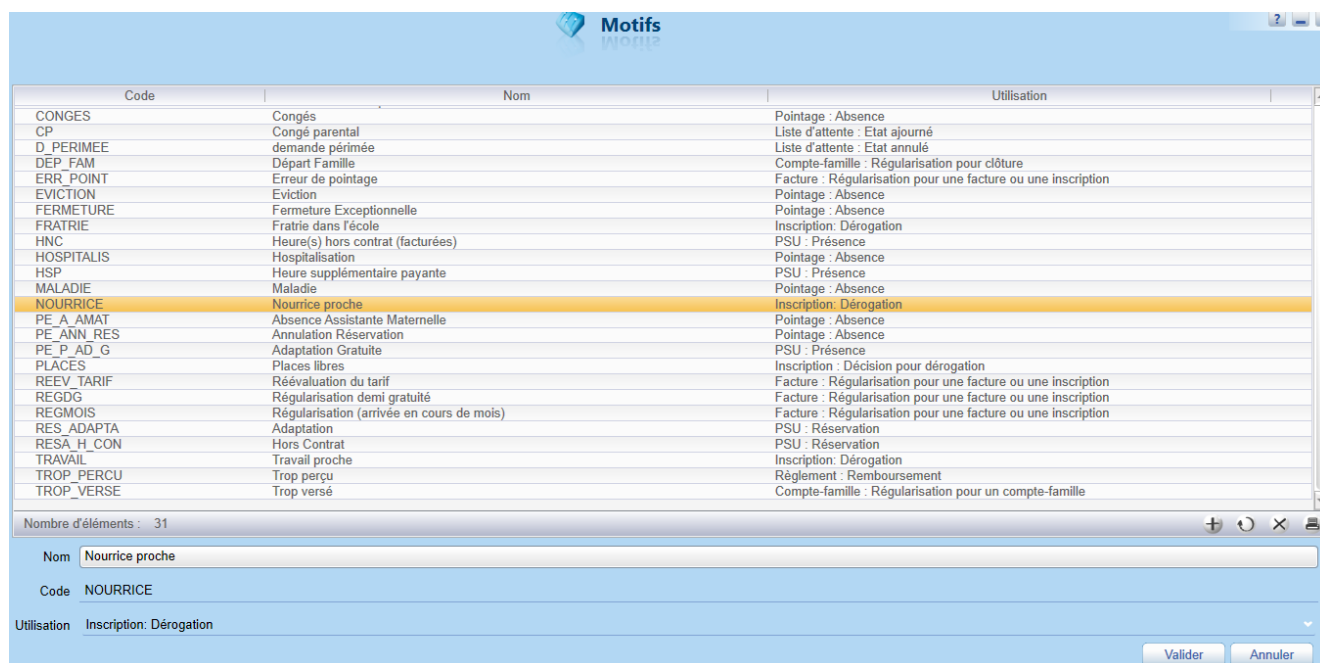 Motifs
Code Nom Utilisation
CONGES Congés Pointage : Absence
CP Congé parental Liste d'attente : Etat ajourné
D_PERIMEE demande périmée Liste d'attente : Etat annulé
DEP_FAM Départ Famille Compte-famille : Régularisation pour clôture
ERR_POINT Erreur de pointage Facture : Régularisation pour une facture ou une inscription
EVICTION Eviction Pointage : Absence
FERMETURE Fermeture Exceptionnelle Pointage : Absence
FRATRIE Fratrie dans l'école Inscription: Dérogation
HNC Heure(s) hors contrat (facturées) PSU : Présence
HOSPITALIS Hospitalisation Pointage : Absence
HSP Heure supplémentaire payante PSU : Présence
MALADIE Maladie Pointage : Absence
NOURRICE Nourrice proche Inscription: Dérogation
PE_A_AMAT Absence Assistante Maternelle Pointage : Absence
PE_ANN_RES Annulation Réservation Pointage : Absence
PE_P_AD_G Adaptation Gratuite PSU : Présence
PLACES Places libres Inscription : Décision pour dérogation
REEV_TARIF Réévaluation du tarif Facture : Régularisation pour une facture ou une inscription
REGDG Régularisation demi gratuité Facture : Régularisation pour une facture ou une inscription
REGMOIS Régularisation (arrivée en cours de mois) Facture : Régularisation pour une facture ou une inscription
RES_ADAPTA Adaptation PSU : Réservation
RESA_H_CON Hors Contrat PSU : Réservation
TRAVAIL Travail proche Inscription: Dérogation
TROP_PERCU Trop perçu Règlement : Remboursement
TROP_VERSE Trop versé Compte-famille : Régularisation pour un compte-famille
Nombre d'éléments : 31
Nom Nourrice proche
Code NOURRICE
Utilisation Inscription: Dérogation
Valider Annuler